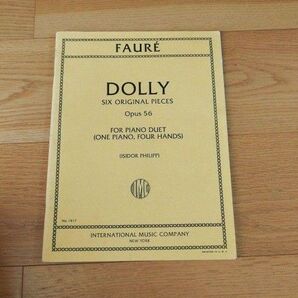 FAURÉ
DOLLY
SIX ORIGINAL PIECES
Opus 56
FOR PIANO DUET
(ONE PIANO, FOUR HANDS)
(ISIDOR PHILIPP)
IMC
INTERNATIONAL MUSIC COMPANY
NEW YORK